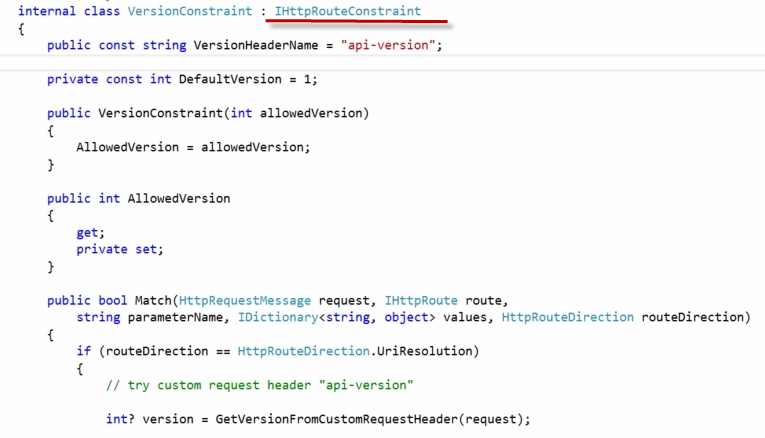 internal class VersionConstraint : IHttpRouteConstraint
{
public const string VersionHeaderName = "api-version";
private const int DefaultVersion = 1;
public VersionConstraint(int allowedVersion)
{
AllowedVersion = allowedVersion;
}
public int AllowedVersion
{
get;
private set;
}
public bool Match(HttpRequestMessage request, IHttpRoute route,
string parameterName, IDictionary<string, object> values, HttpRouteDirection routeDirection)
{
if (routeDirection == HttpRouteDirection.UriResolution)
{
// try custom request header "api-version"
int? version = GetVersionFromCustomRequestHeader(request);